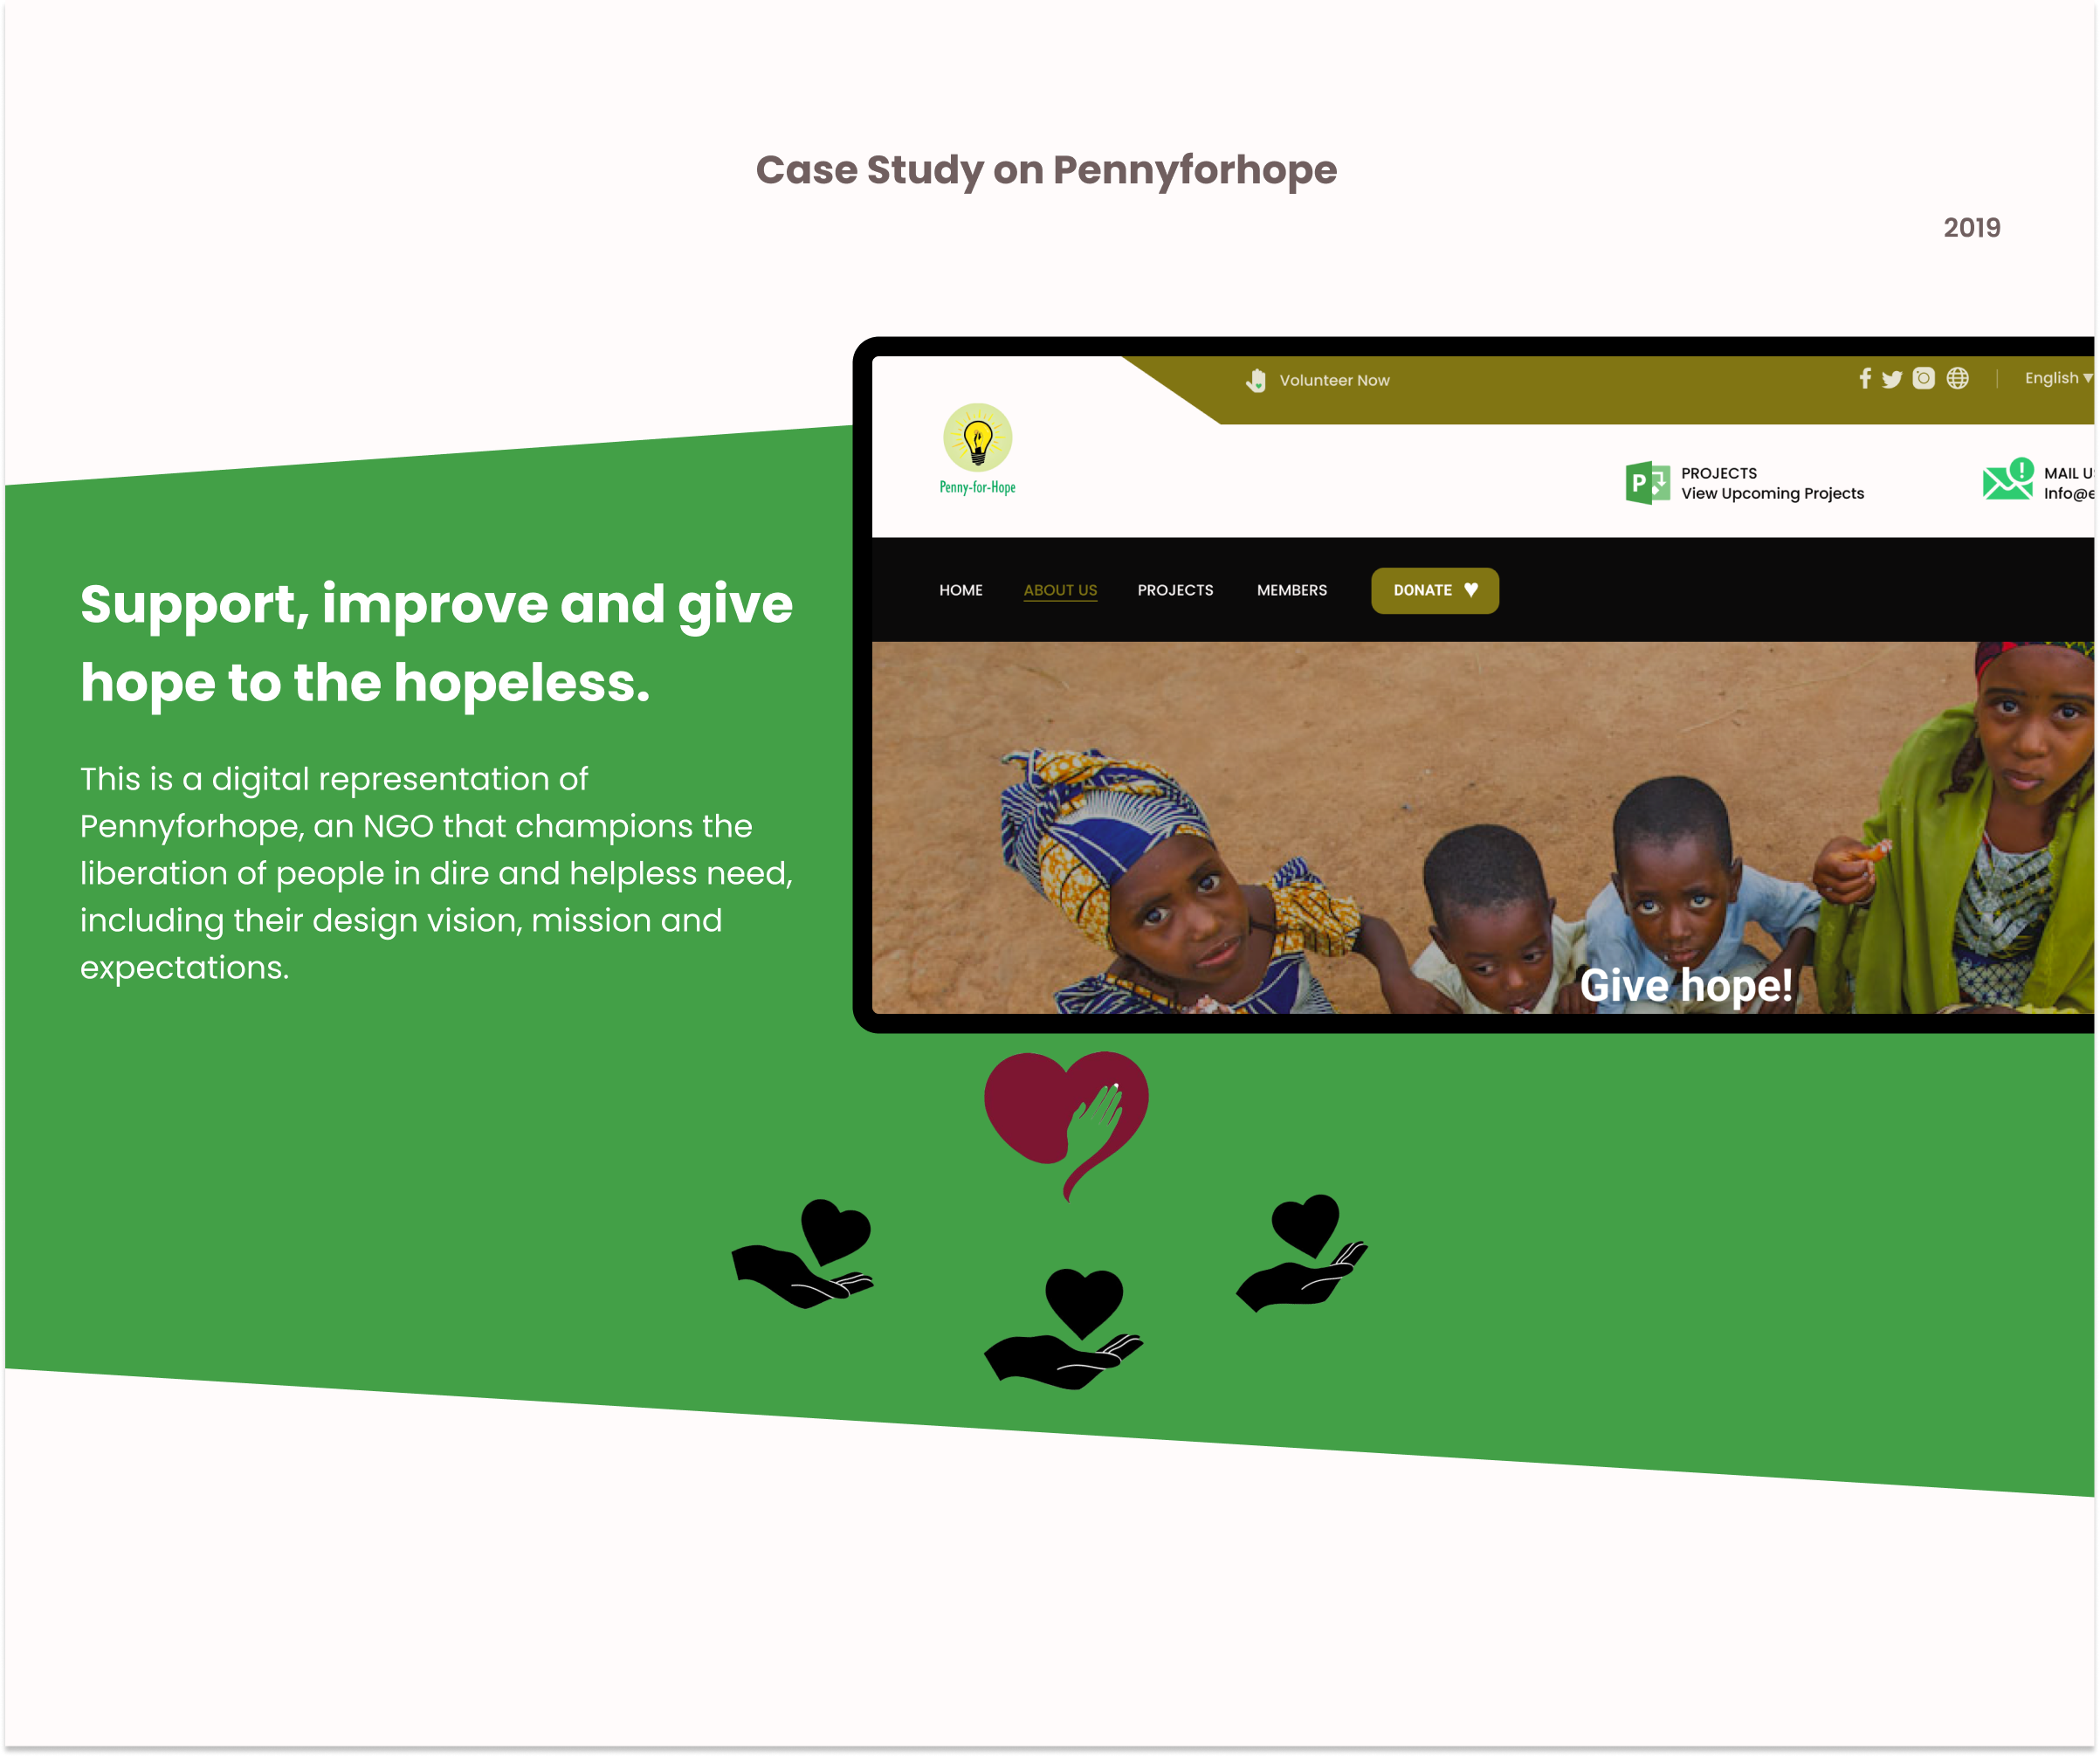 Case Study on Pennyforhope
2019
Volunteer Now
English
Penny-for-Hope
P
PROJECTS
View Upcoming Projects
MAIL U
Info@e
HOME
ABOUT US
PROJECTS
MEMBERS
DONATE
Support, improve and give
hope to the hopeless.
This is a digital representation of
Pennyforhope, an NGO that champions the
liberation of people in dire and helpless need,
including their design vision, mission and
expectations.
Give hope!